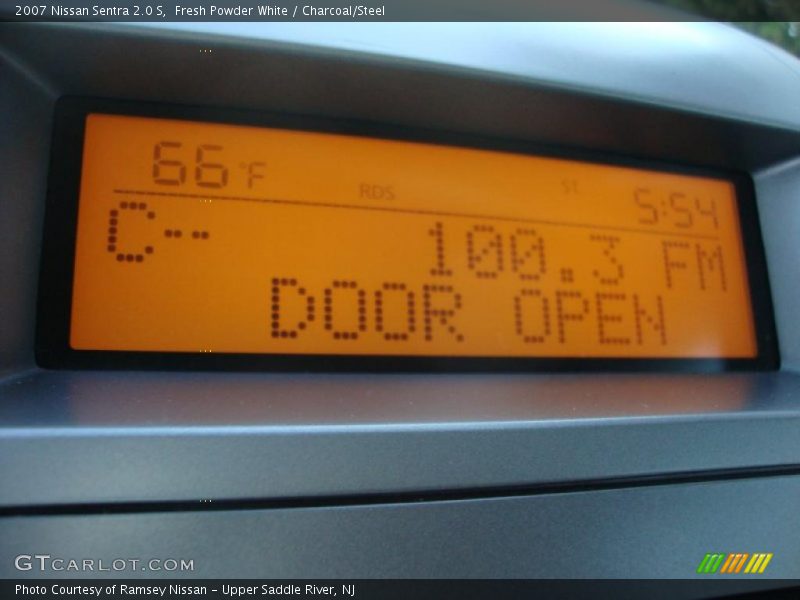 2007 Nissan Sentra 2.0 S, Fresh Powder White / Charcoal/Steel
66 °F RDS ST 5:54
C-- 100.3 FM
DOOR OPEN
GTCARLOT.COM
Photo Courtesy of Ramsey Nissan - Upper Saddle River, NJ